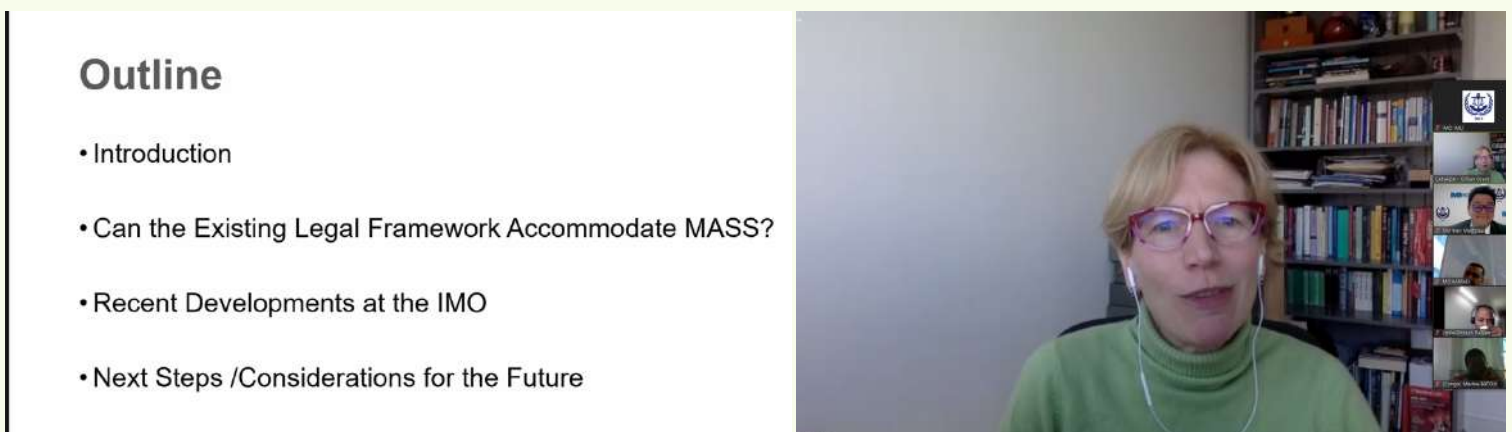 Outline
• Introduction
• Can the Existing Legal Framework Accommodate MASS?
• Recent Developments at the IMO
• Next Steps /Considerations for the Future